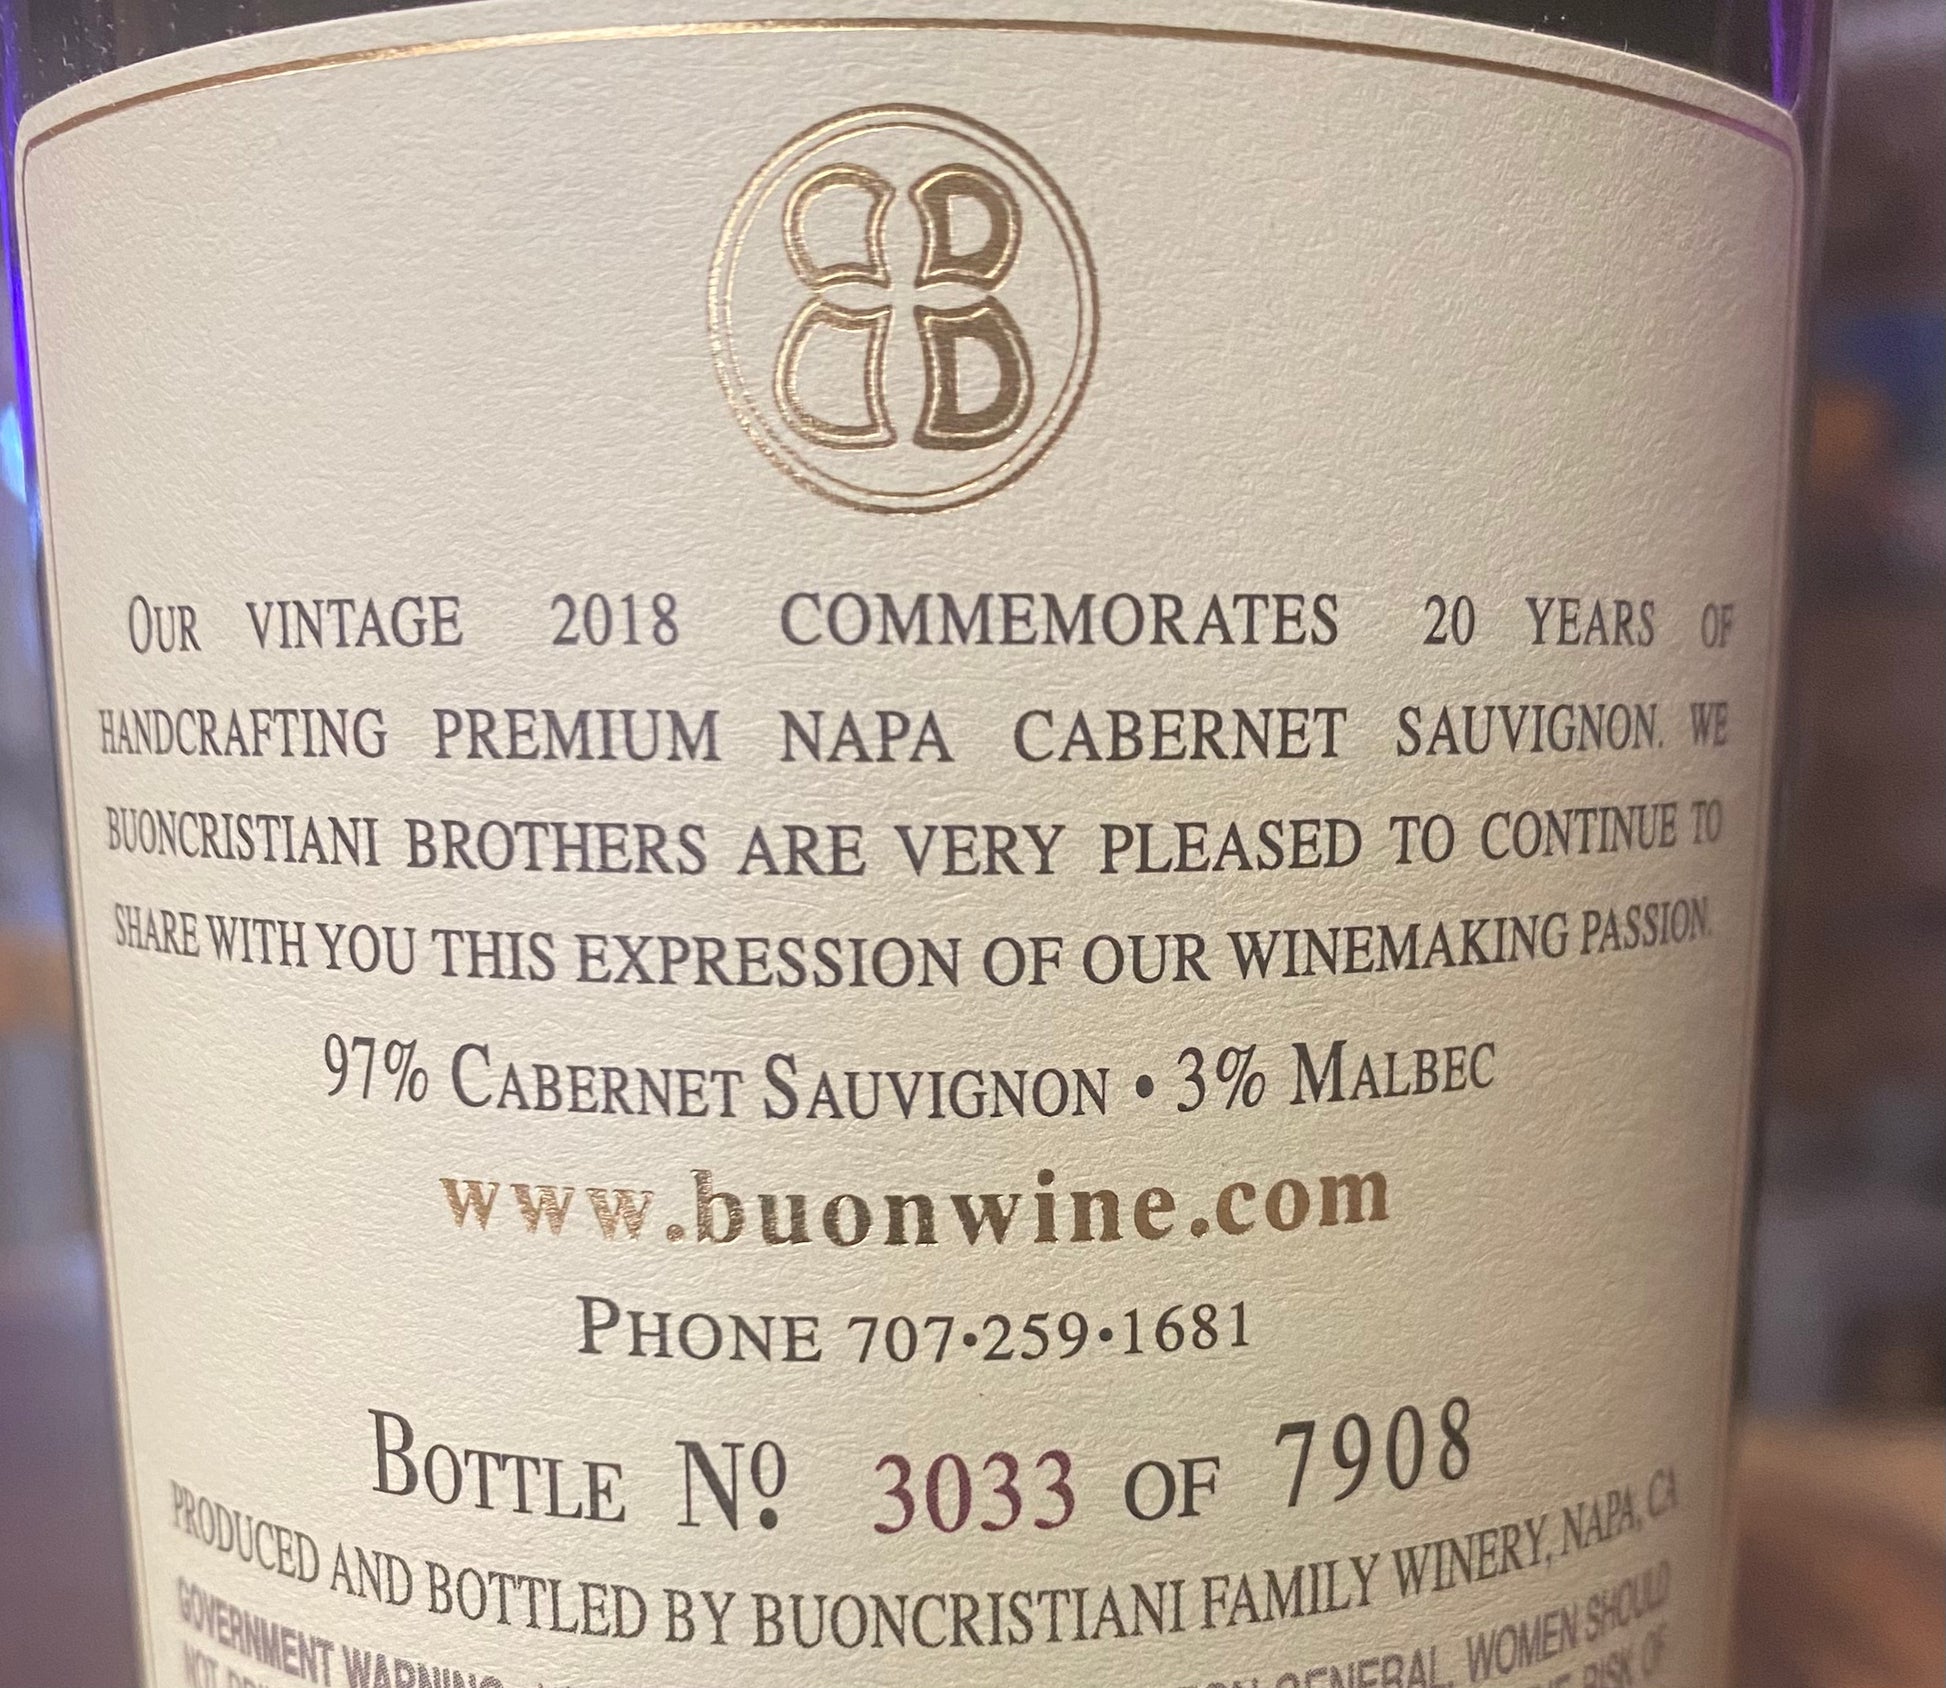 OUR VINTAGE 2018 COMMEMORATES 20 YEARS OF
HANDCRAFTING PREMIUM NAPA CABERNET SAUVIGNON. WE
BUONCRISTIANI BROTHERS ARE VERY PLEASED TO CONTINUE TO
SHARE WITH YOU THIS EXPRESSION OF OUR WINEMAKING PASSION.
97% CABERNET SAUVIGNON • 3% MALBEC
www.buonwine.com
PHONE 707•259•1681
BOTTLE Nº 3033 OF 7908
PRODUCED AND BOTTLED BY BUONCRISTIANI FAMILY WINERY, NAPA, CA
GOVERNMENT WARNING GENERAL, WOMEN SHOULD
NOT RISK OF